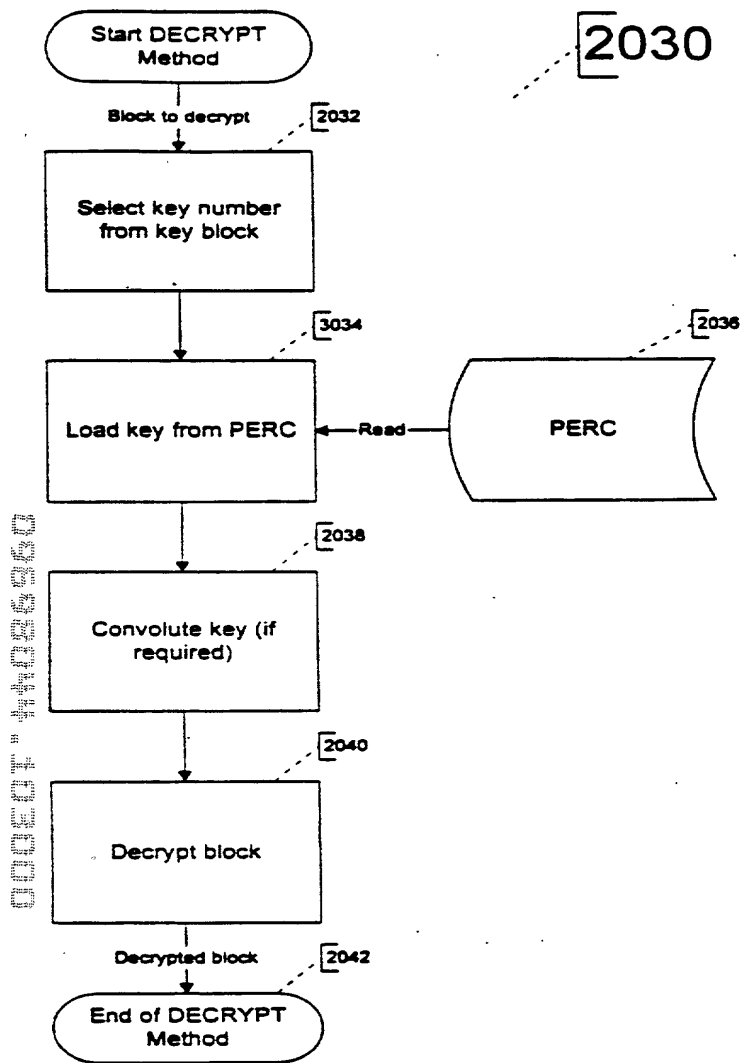 Start DECRYPT
Method
2030
Block to decrypt
2032
Select key number
from key block
3034
2036
Load key from PERC
Read
PERC
2038
Convolute key (if
required)
2040
Decrypt block
Decrypted block
2042
End of DECRYPT
Method